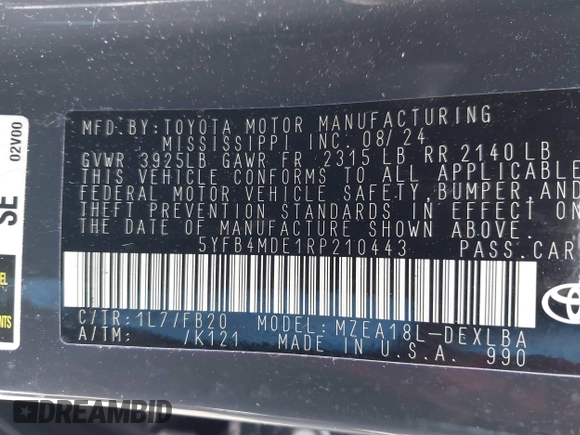 MFD. BY: TOYOTA MOTOR MANUFACTURING
MISSISSIPPI, INC. 08/24
GVWR 3925LB GAWR FR 2315 LB RR 2140 LB
THIS VEHICLE CONFORMS TO ALL APPLICABLE
FEDERAL MOTOR VEHICLE SAFETY, BUMPER, AND
THEFT PREVENTION STANDARDS IN EFFECT ON
THE DATE OF MANUFACTURE SHOWN ABOVE.
5YFB4MDE1RP210443 PASS. CAR
C/TR: 1L7/FB20 MODEL: MZEA18L-DEXLBA
A/TM: /K121 MADE IN U.S.A. 990
02V00
SE
NTS
DREAMBID